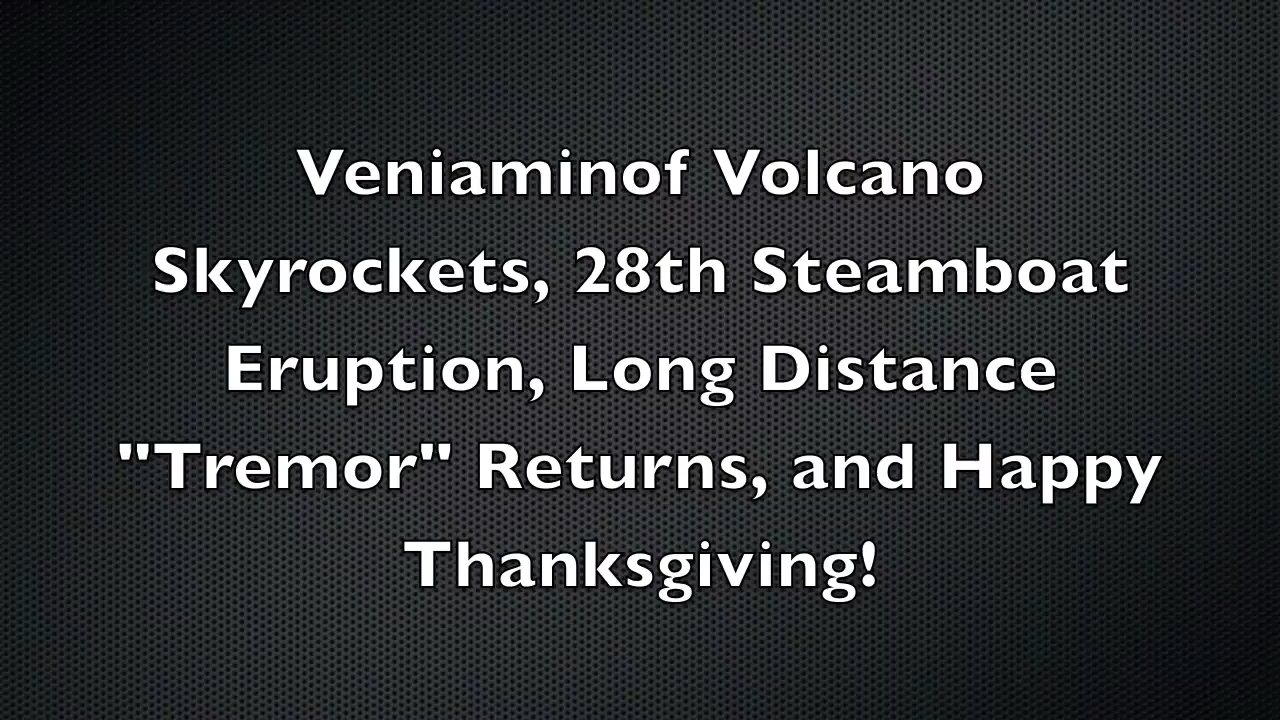 Veniaminof Volcano
Skyrockets, 28th Steamboat
Eruption, Long Distance
"Tremor" Returns, and Happy
Thanksgiving!